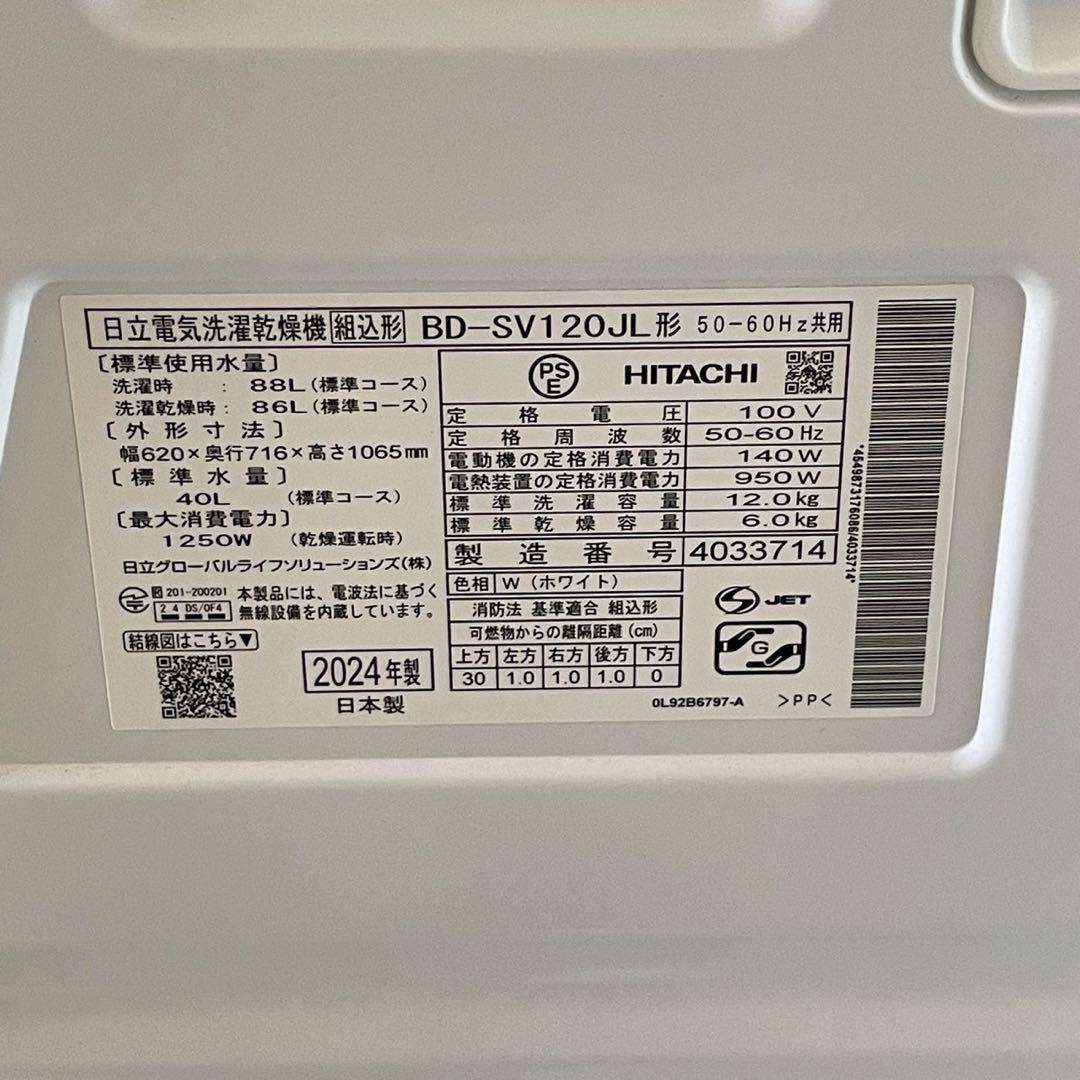 日立電気洗濯乾燥機 組込形 BD-SV120JL形 50-60Hz共用
〔標準使用水量〕
洗濯時 : 88L(標準コース)
洗濯乾燥時: 86L(標準コース)
〔外形寸法〕
幅620×奥行716×高さ1065mm
〔標準水量〕
40L (標準コース)
〔最大消費電力〕
1250W (乾燥運転時)
日立グローバルライフソリューションズ(株)
R 201-200201
2.4 DS/OF4
本製品には、電波法に基づく
無線設備を内蔵しています。
結線図はこちら▼
2024年製
日本製
PS
E
HITACHI
定格電圧 100V
定格周波数 50-60Hz
電動機の定格消費電力 140W
電熱装置の定格消費電力 950W
標準洗濯容量 12.0kg
標準乾燥容量 6.0kg
製造番号 4033714
色相 W(ホワイト)
消防法 基準適合 組込形
可燃物からの離隔距離(cm)
上方 左方 右方 後方 下方
30 1.0 1.0 1.0 0
S JET
G
0L92B6797-A >PP<
*4549873176086/4033714*